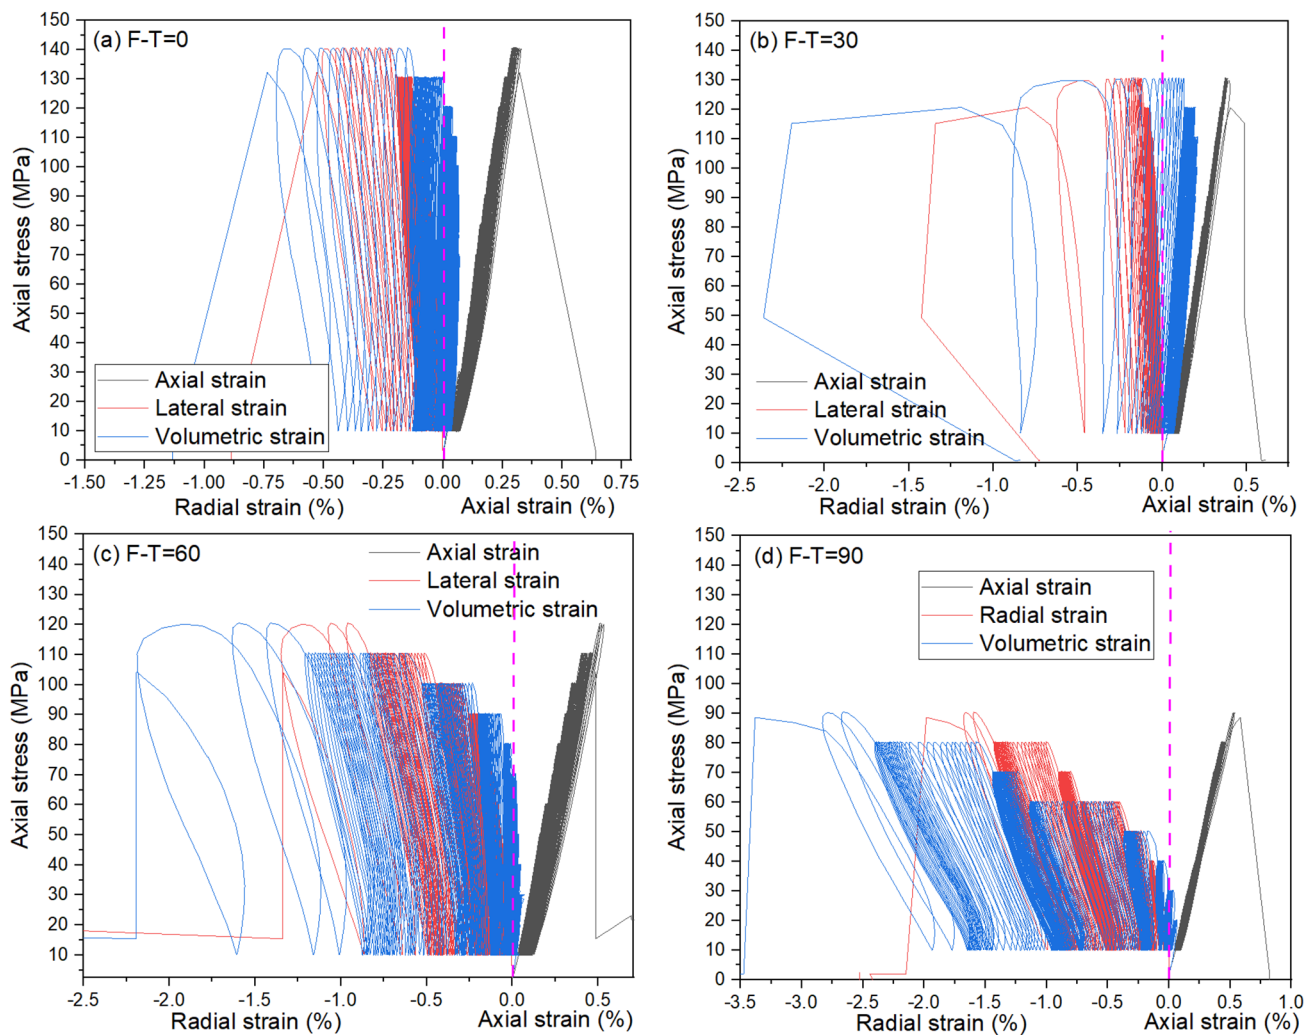 (a) F-T=0
Axial stress (MPa)
150
140
130
120
110
100
90
80
70
60
50
40
30
20
10
0
Axial strain
Lateral strain
Volumetric strain
-1.50 -1.25 -1.00 -0.75 -0.50 -0.25 0.00 0.25 0.50 0.75
Radial strain (%) Axial strain (%)
(b) F-T=30
Axial stress (MPa)
150
140
130
120
110
100
90
80
70
60
50
40
30
20
10
0
Axial strain
Lateral strain
Volumetric strain
-2.5 -2.0 -1.5 -1.0 -0.5 0.0 0.5
Radial strain (%) Axial strain (%)
(c) F-T=60
Axial stress (MPa)
150
140
130
120
110
100
90
80
70
60
50
40
30
20
10
Axial strain
Lateral strain
Volumetric strain
-2.5 -2.0 -1.5 -1.0 -0.5 0.0 0.5
Radial strain (%) Axial strain (%)
(d) F-T=90
Axial stress (MPa)
150
140
130
120
110
100
90
80
70
60
50
40
30
20
10
0
Axial strain
Radial strain
Volumetric strain
-3.5 -3.0 -2.5 -2.0 -1.5 -1.0 -0.5 0.0 0.5 1.0
Radial strain (%) Axial strain (%)